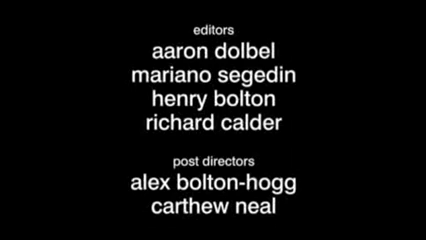 editors
aaron dolbel
mariano segedin
henry bolton
richard calder
post directors
alex bolton-hogg
carthew neal